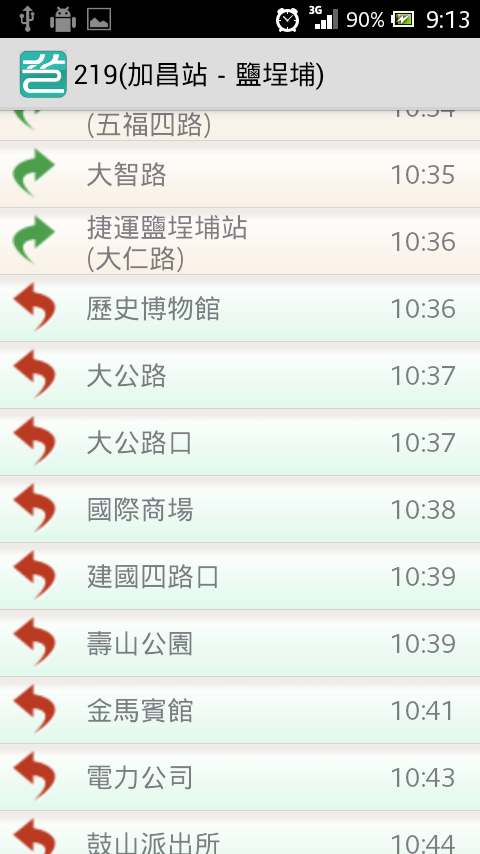 3G 90% 9:13
219(加昌站 - 鹽埕埔)
(五福四路) 10:34
大智路 10:35
捷運鹽埕埔站
(大仁路) 10:36
歷史博物館 10:36
大公路 10:37
大公路口 10:37
國際商場 10:38
建國四路口 10:39
壽山公園 10:39
金馬賓館 10:41
電力公司 10:43
鼓山派出所 10:44